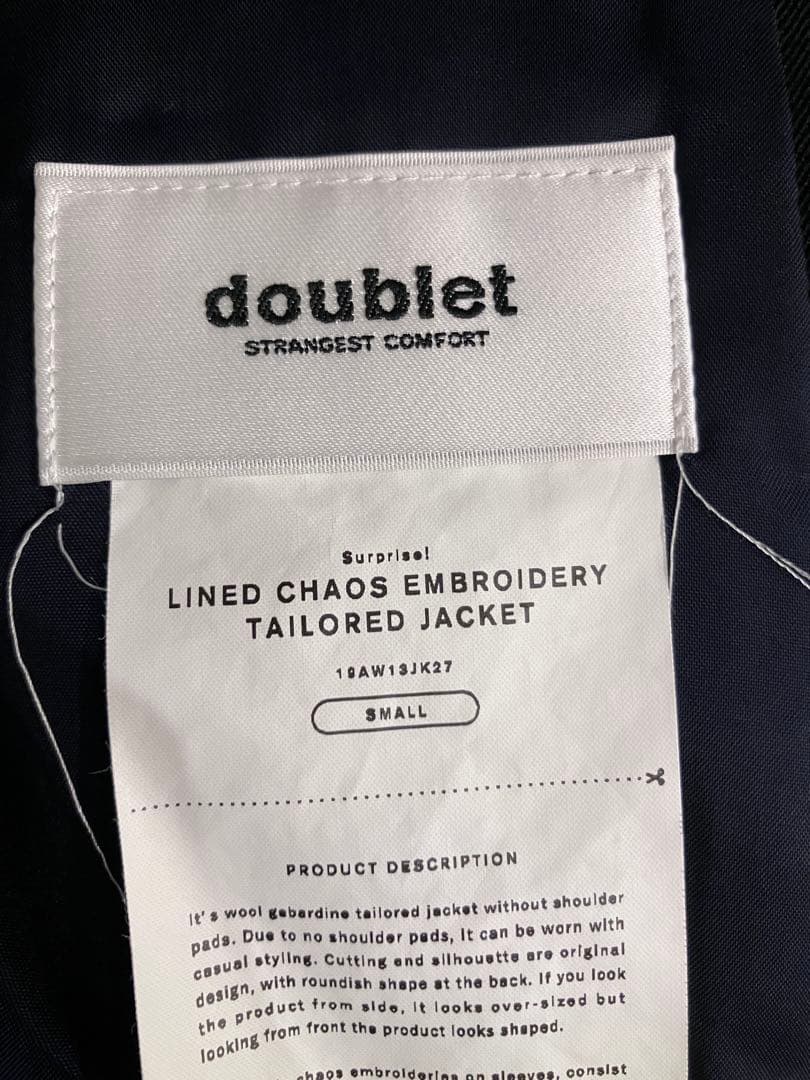 doublet
STRANGEST COMFORT
Surprise!
LINED CHAOS EMBROIDERY
TAILORED JACKET
19AW13JK27
SMALL
PRODUCT DESCRIPTION
It's wool gabardine tailored jacket without shoulder
pads. Due to no shoulder pads, it can be worn with
casual styling. Cutting and silhouette are original
design, with roundish shape at the back. If you look
the product from side, it looks over-sized but
looking from front the product looks shaped.
chaos embroideries on sleeves, consist